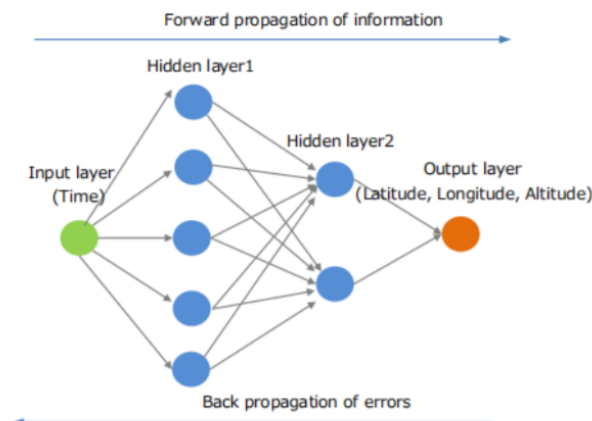 Forward propagation of information
Hidden layer1
Hidden layer2
Input layer
(Time)
Output layer
(Latitude, Longitude, Altitude)
Back propagation of errors